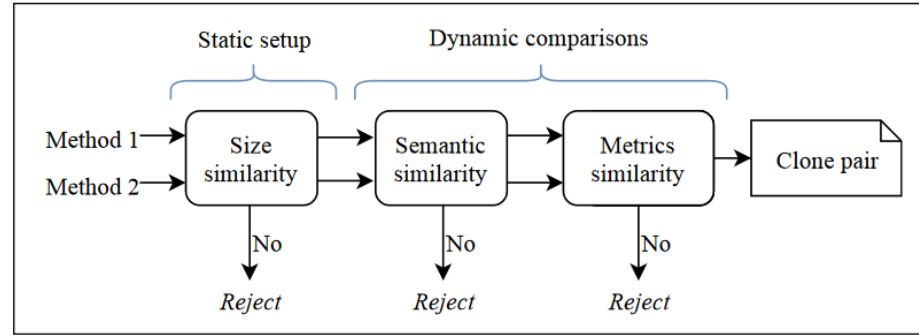 Static setup
Dynamic comparisons
Method 1
Method 2
Size
similarity
Semantic
similarity
Metrics
similarity
Clone pair
No
No
No
Reject
Reject
Reject